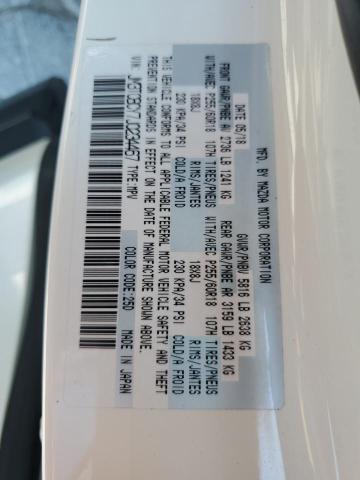 MFD BY MAZDA MOTOR CORPORATION
DATE 05/18 GVWR/PNBV 5816 LB 2638 KG
FRONT GAWR/PNBE AV 2736 LB 1241 KG REAR GAWR/PNBE AR 3159 LB 1433 KG
WITH/AVEC P255/60R18 107H TIRES/PNEUS WITH/AVEC P255/60R18 107H TIRES/PNEUS
18X8J RIMS/JANTES 18X8J RIMS/JANTES
230 KPA/34 PSI COLD/A FROID 230 KPA/34 PSI COLD/A FROID
THIS VEHICLE CONFORMS TO ALL APPLICABLE FEDERAL MOTOR VEHICLE SAFETY AND THEFT
PREVENTION STANDARDS IN EFFECT ON THE DATE OF MANUFACTURE SHOWN ABOVE.
TYPE:MPV COLOR CODE:25D MADE IN JAPAN